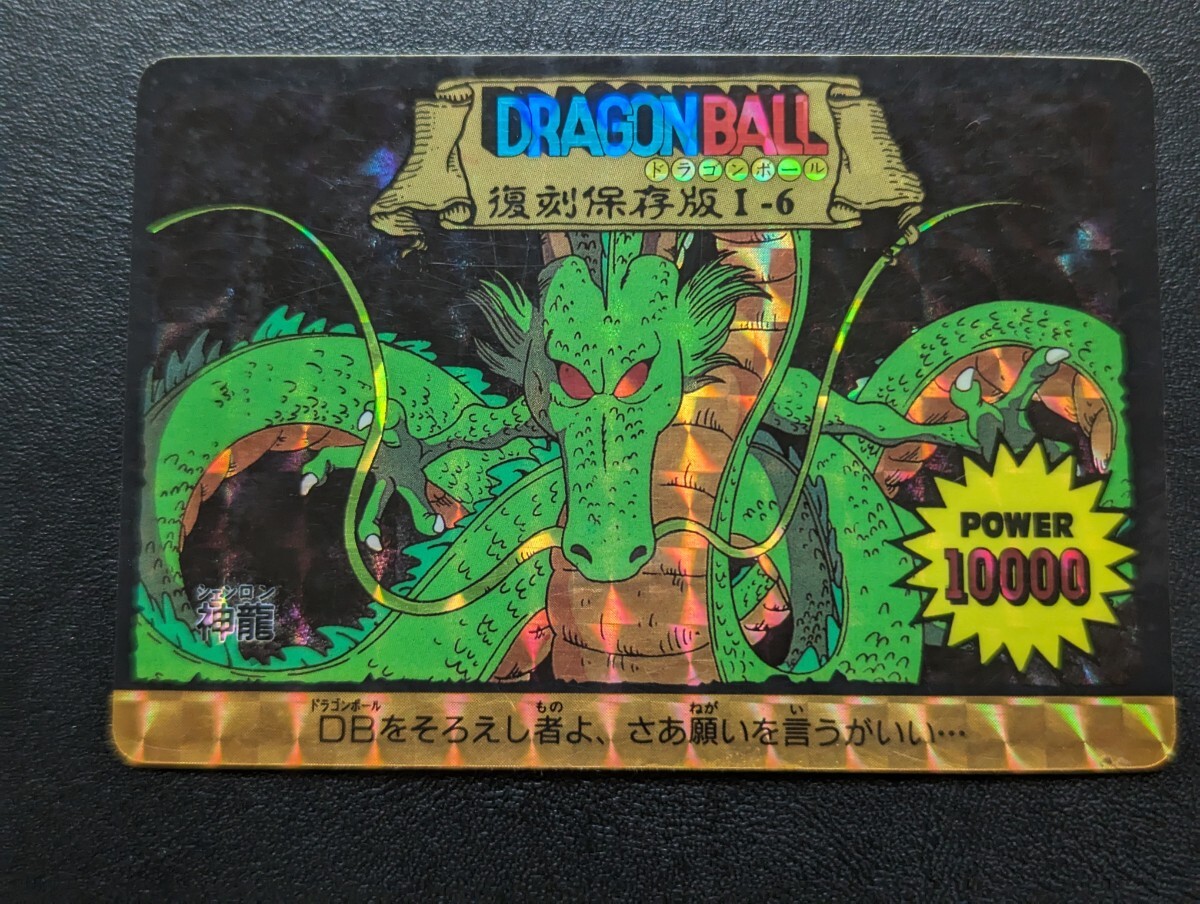 DRAGON BALL
ドラゴンボール
復刻保存版 I-6
POWER
10000
シェンロン
神龍
ドラゴンボール もの ねが い
DBをそろえし者よ、さあ願いを言うがいい…